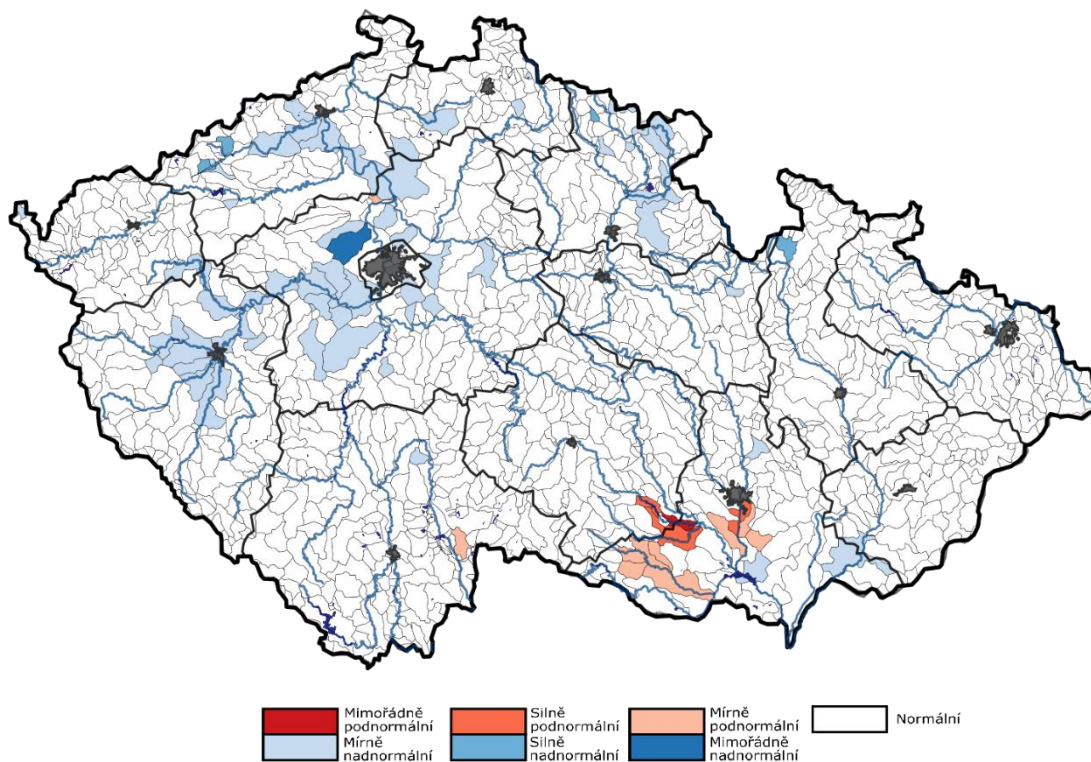 Mimořádně
podnormální
Silně
podnormální
Mírně
podnormální
Normální
Mírně
nadnormální
Silně
nadnormální
Mimořádně
nadnormální